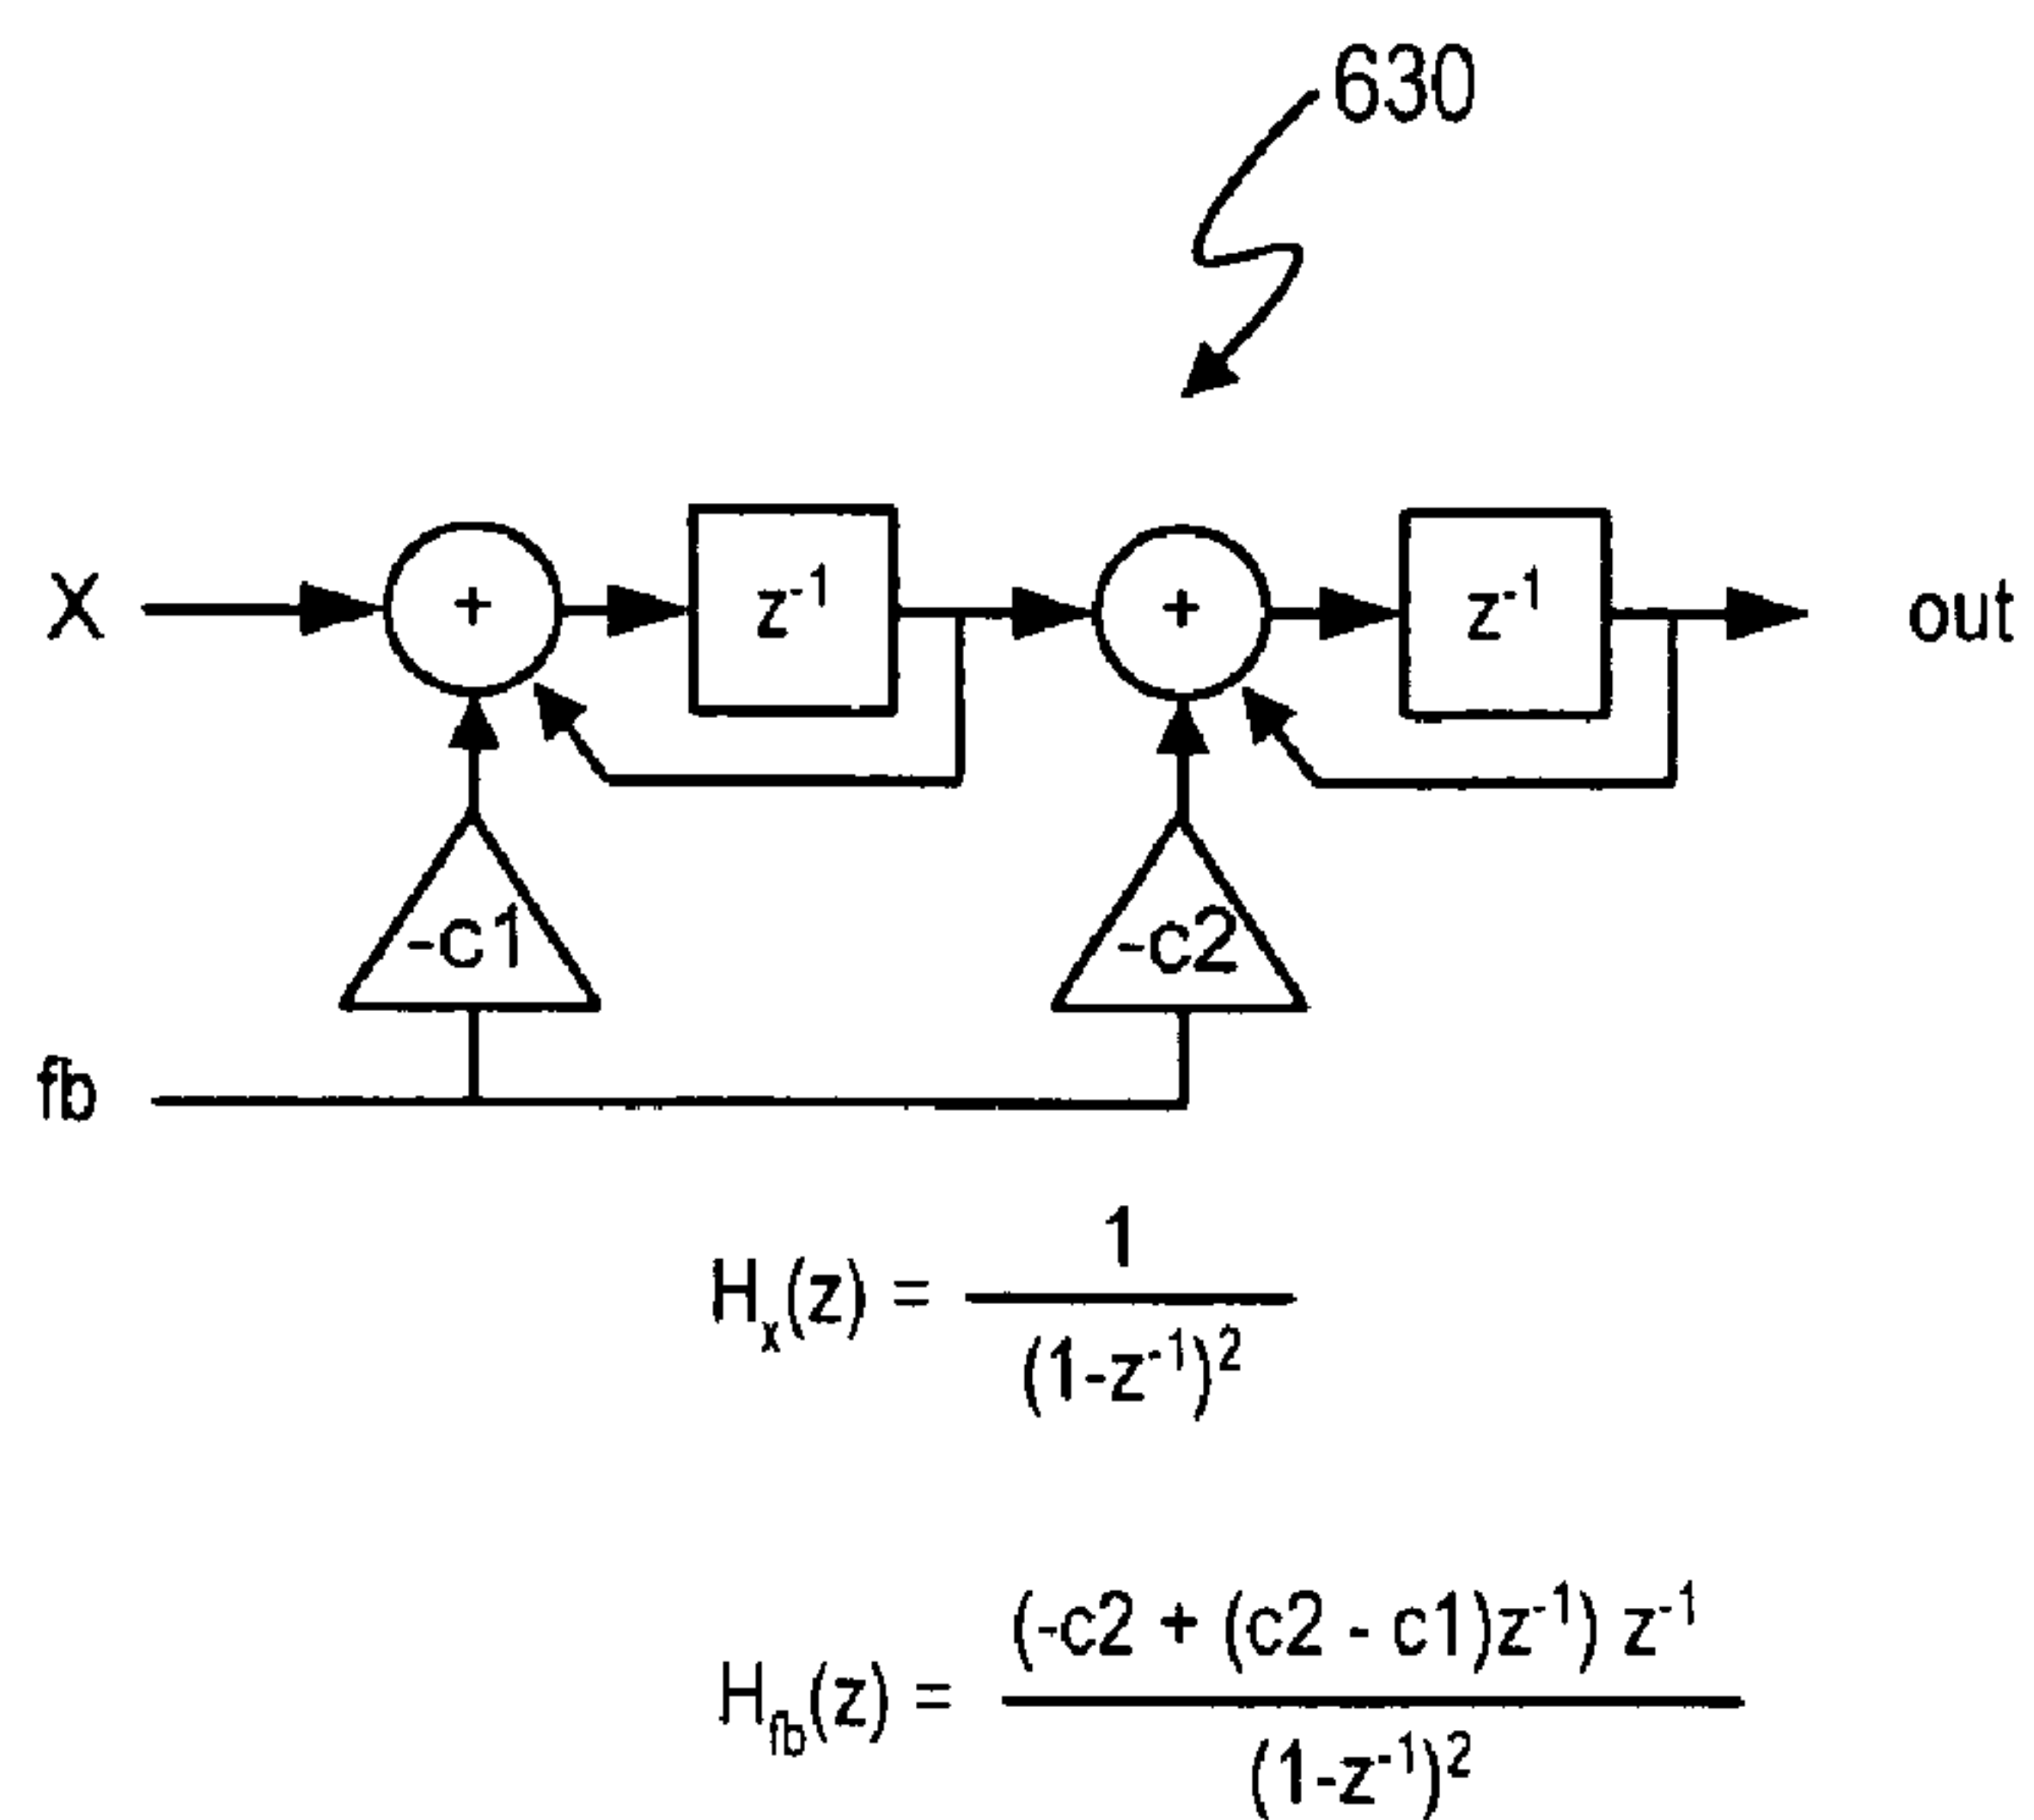 630
X
+
z⁻¹
+
z⁻¹
out
-c1
-c2
fb
Hₓ(z) = 1 / (1-z⁻¹)²
H_fb(z) = (-c2 + (c2 - c1)z⁻¹) z⁻¹ / (1-z⁻¹)²